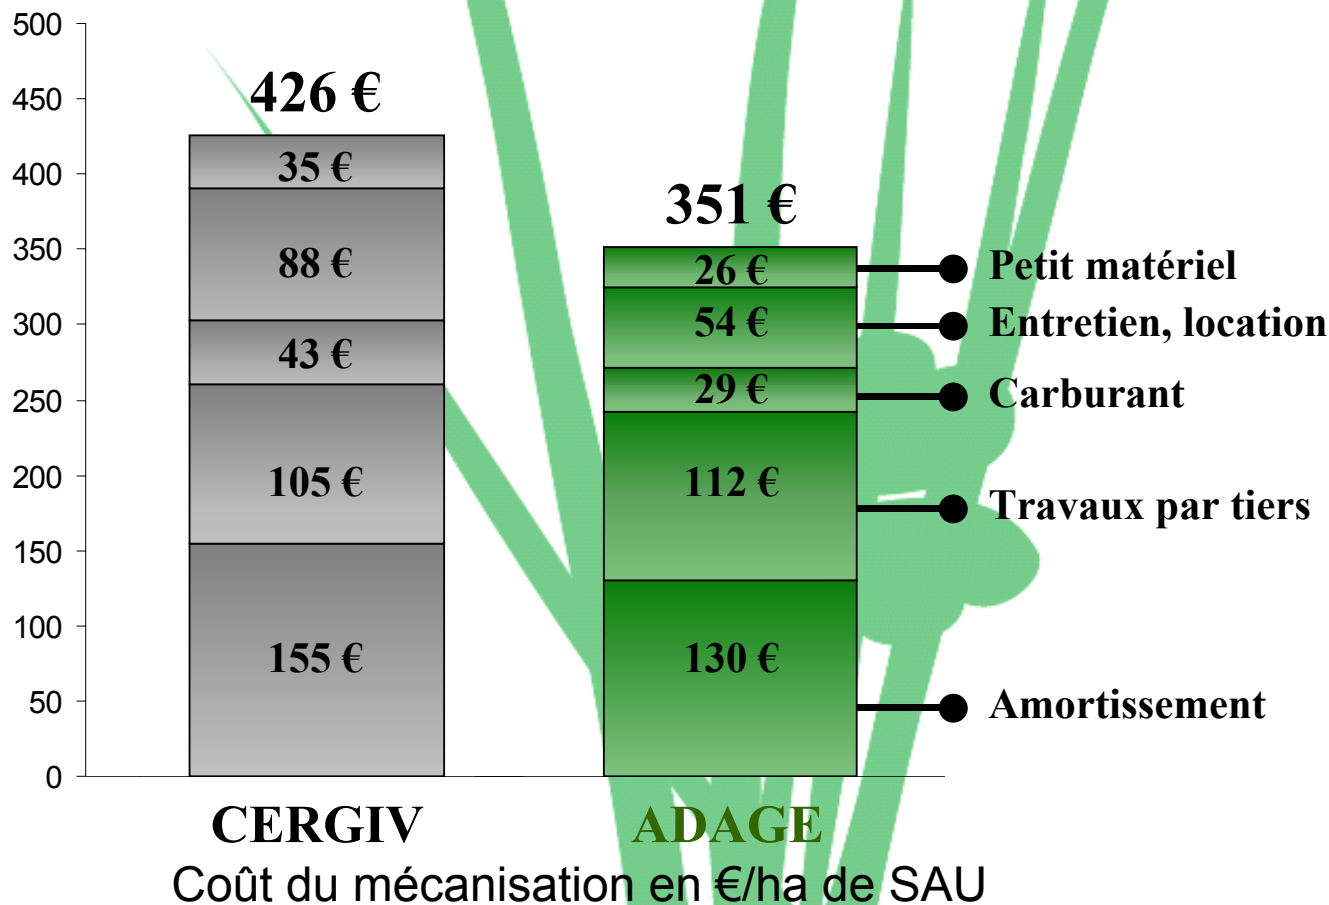 500
450
400
350
300
250
200
150
100
50
0
426 €
35 €
88 €
43 €
105 €
155 €
351 €
26 €
54 €
29 €
112 €
130 €
Petit matériel
Entretien, location
Carburant
Travaux par tiers
Amortissement
CERGIV
ADAGE
Coût du mécanisation en €/ha de SAU